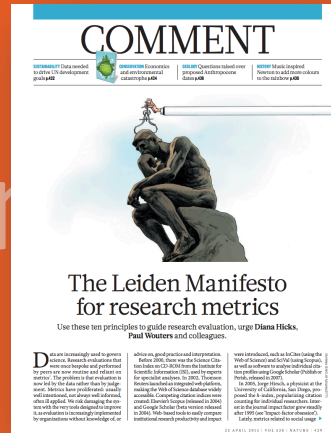 COMMENT
SUSTAINABILITY Data needed
to drive UN development
goals p.432
CONSERVATION Economics
and environmental
catastrophe p.434
GEOLOGY Questions raised over
proposed Anthropocene
dates p.436
HISTORY Music inspired
Newton to add more colours
to the rainbow p.436
The Leiden Manifesto
for research metrics
Use these ten principles to guide research evaluation, urge Diana Hicks,
Paul Wouters and colleagues.
Data are increasingly used to govern
science. Research evaluations that
were once bespoke and performed
by peers are now routine and reliant on
metrics. The problem is that evaluation is
now led by the data rather than by judge-
ment. Metrics have proliferated: usually
well intentioned, not always well informed,
often ill applied. We risk damaging the sys-
tem with the very tools designed to improve
it, as evaluation is increasingly implemented
by organizations without knowledge of, or
advice on, good practice and interpretation.
Before 2000, there was the Science Cita-
tion Index on CD-ROM from the Institute for
Scientific Information (ISI), used by experts
for specialist analyses. In 2002, Thomson
Reuters launched an integrated web platform,
making the Web of Science database widely
accessible. Competing citation indices were
created: Elsevier's Scopus (released in 2004)
and Google Scholar (beta version released
in 2004). Web-based tools to easily compare
institutional research productivity and impact
were introduced, such as InCites (using the
Web of Science) and SciVal (using Scopus),
as well as software to analyse individual cita-
tion profiles using Google Scholar (Publish or
Perish, released in 2007).
In 2005, Jorge Hirsch, a physicist at the
University of California, San Diego, pro-
posed the h-index, popularizing citation
counting for individual researchers. Inter-
est in the journal impact factor grew steadily
after 1995 (see 'Impact-factor obsession').
Lately, metrics related to social usage
23 APRIL 2015 | VOL 520 | NATURE | 429